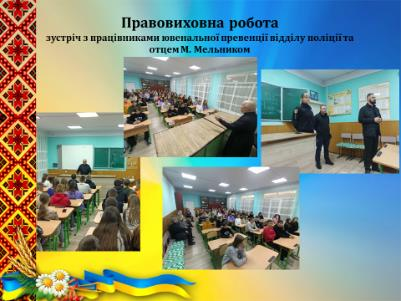 Правовиховна робота
зустріч з працівниками ювенальної превенції відділу поліції та
отцем М. Мельником